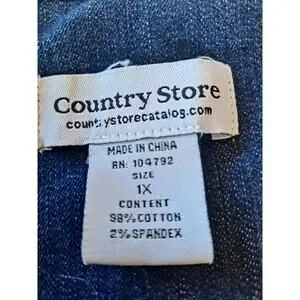 Country Store
countrystorecatalog.com
MADE IN CHINA
RN: 104792
SIZE
1X
CONTENT
98% COTTON
2% SPANDEX